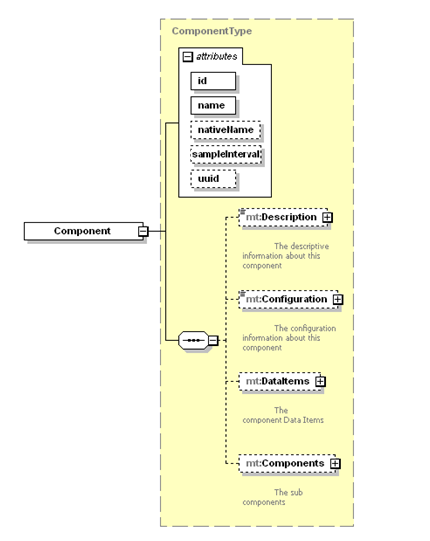 ComponentType
attributes
id
name
nativeName
sampleInterval
uuid
Component
mt:Description
The descriptive
information about this
component
mt:Configuration
The configuration
information about this
component
mt:DataItems
The
component Data Items
mt:Components
The sub
components